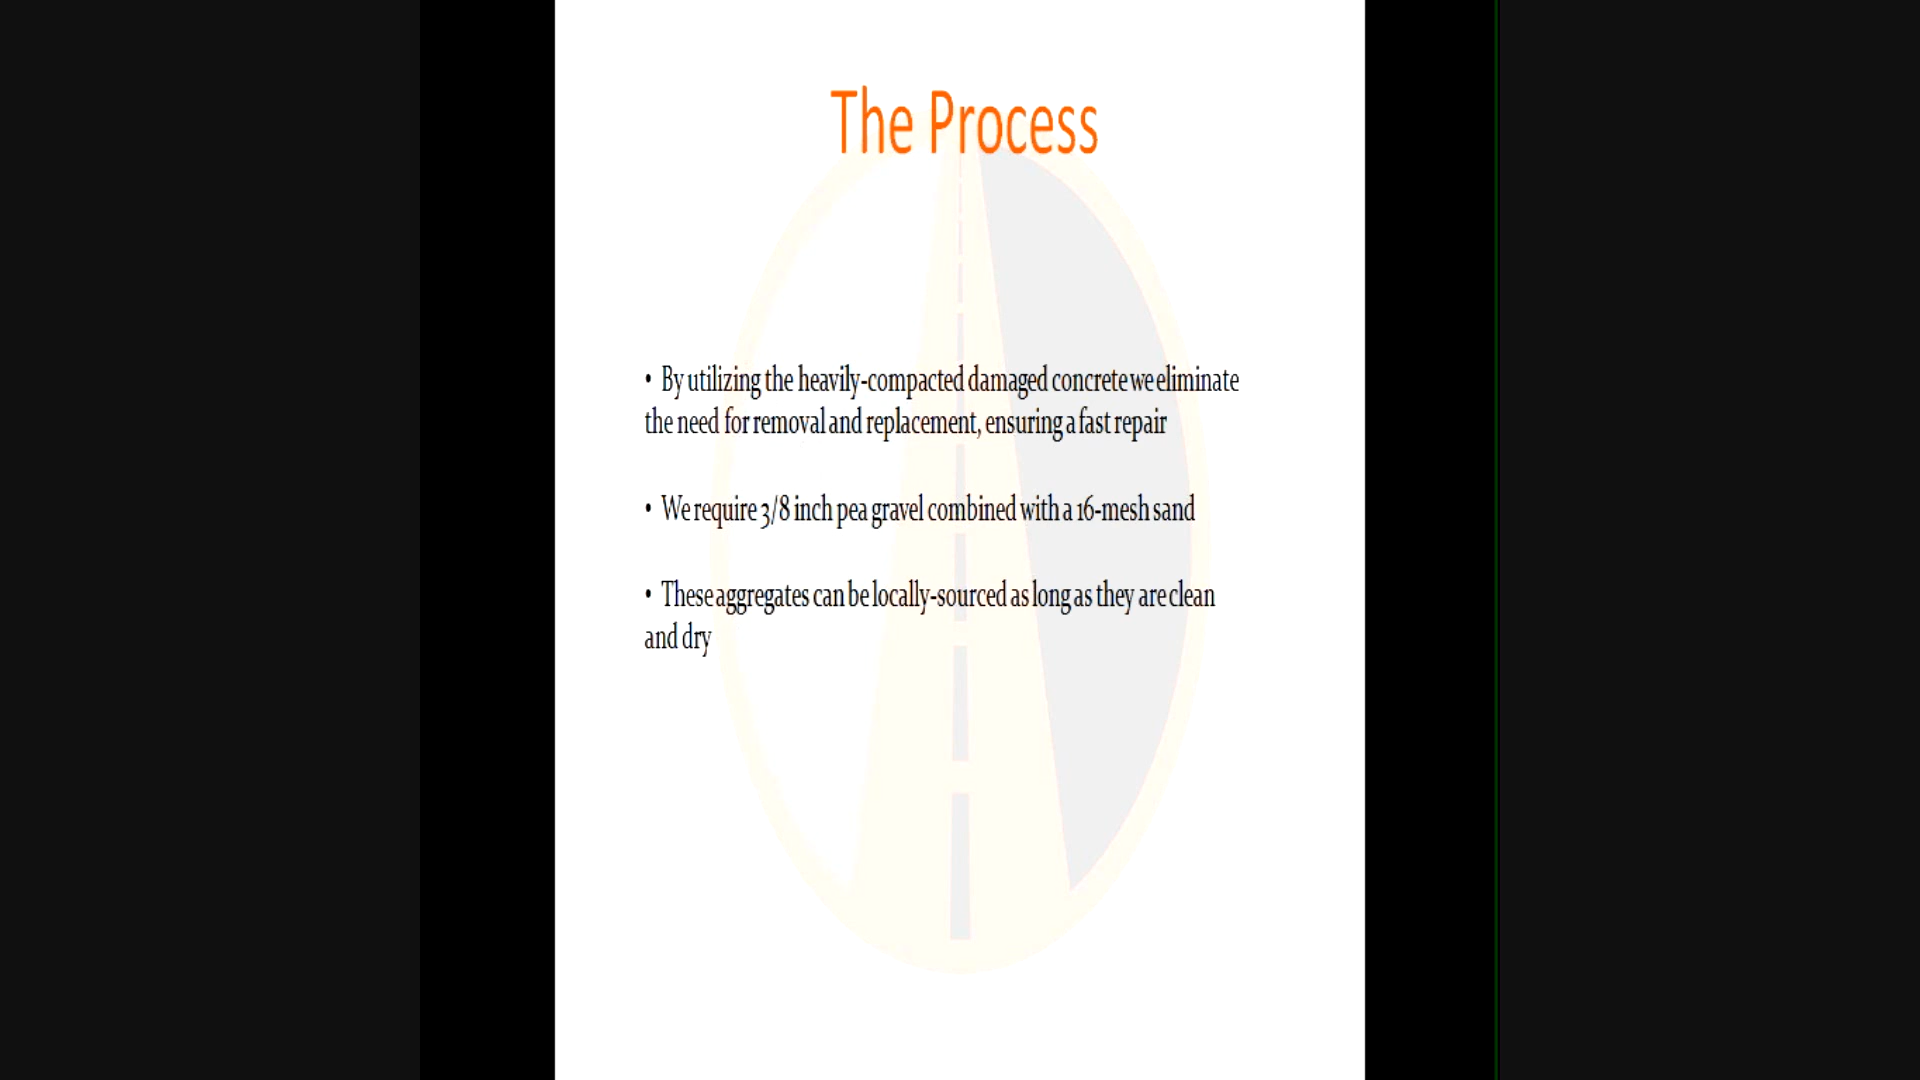 The Process
• By utilizing the heavily-compacted damaged concrete we eliminate
the need for removal and replacement, ensuring a fast repair
• We require 3/8 inch pea gravel combined with a 16-mesh sand
• These aggregates can be locally-sourced as long as they are clean
and dry